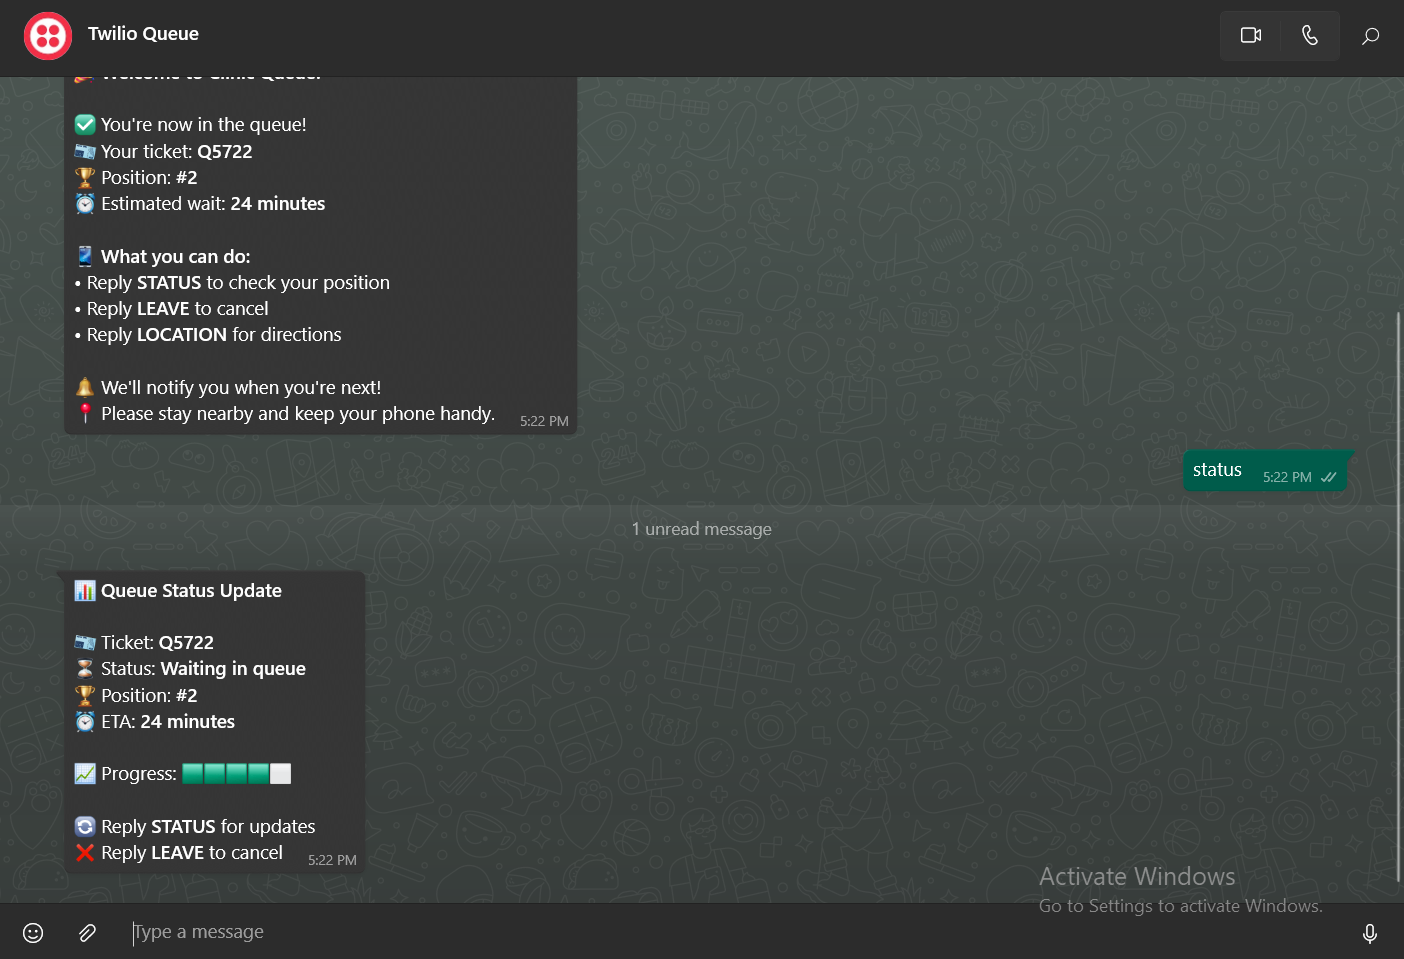 Twilio Queue
Welcome to Clinic Queue!
You're now in the queue!
Your ticket: Q5722
Position: #2
Estimated wait: 24 minutes
What you can do:
• Reply STATUS to check your position
• Reply LEAVE to cancel
• Reply LOCATION for directions
We'll notify you when you're next!
Please stay nearby and keep your phone handy.
5:22 PM
status
5:22 PM
1 unread message
Queue Status Update
Ticket: Q5722
Status: Waiting in queue
Position: #2
ETA: 24 minutes
Progress:
Reply STATUS for updates
Reply LEAVE to cancel
5:22 PM
Activate Windows
Go to Settings to activate Windows.
Type a message